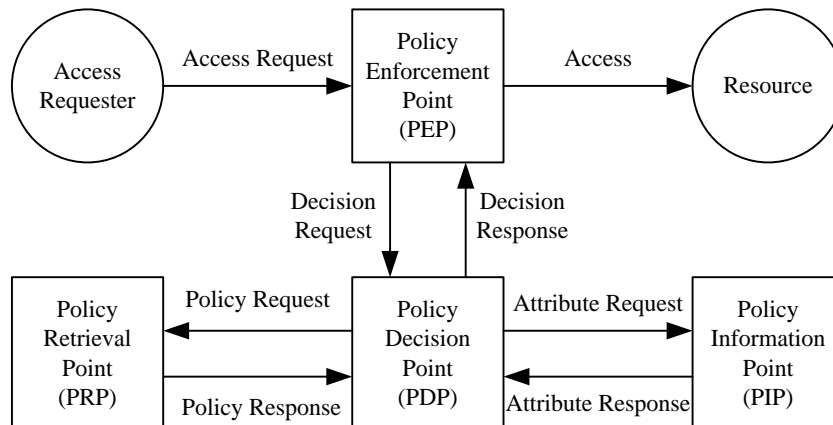 Access
Requester
Access Request
Policy
Enforcement
Point
(PEP)
Access
Resource
Decision
Request
Decision
Response
Policy
Retrieval
Point
(PRP)
Policy Request
Policy Response
Policy
Decision
Point
(PDP)
Attribute Request
Attribute Response
Policy
Information
Point
(PIP)